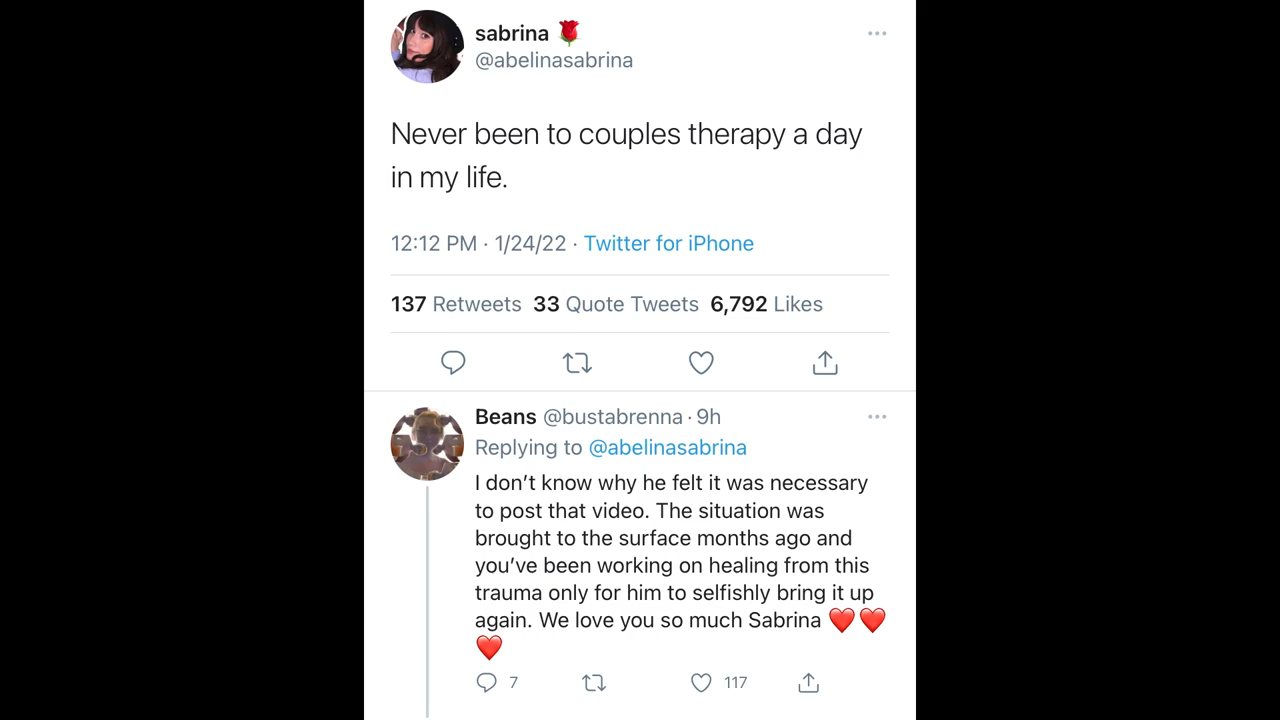 sabrina 🌹
@abelinasabrina
Never been to couples therapy a day
in my life.
12:12 PM · 1/24/22 · Twitter for iPhone
137 Retweets 33 Quote Tweets 6,792 Likes
Beans @bustabrenna · 9h
Replying to @abelinasabrina
I don’t know why he felt it was necessary
to post that video. The situation was
brought to the surface months ago and
you’ve been working on healing from this
trauma only for him to selfishly bring it up
again. We love you so much Sabrina ❤️❤️
❤️
7 117